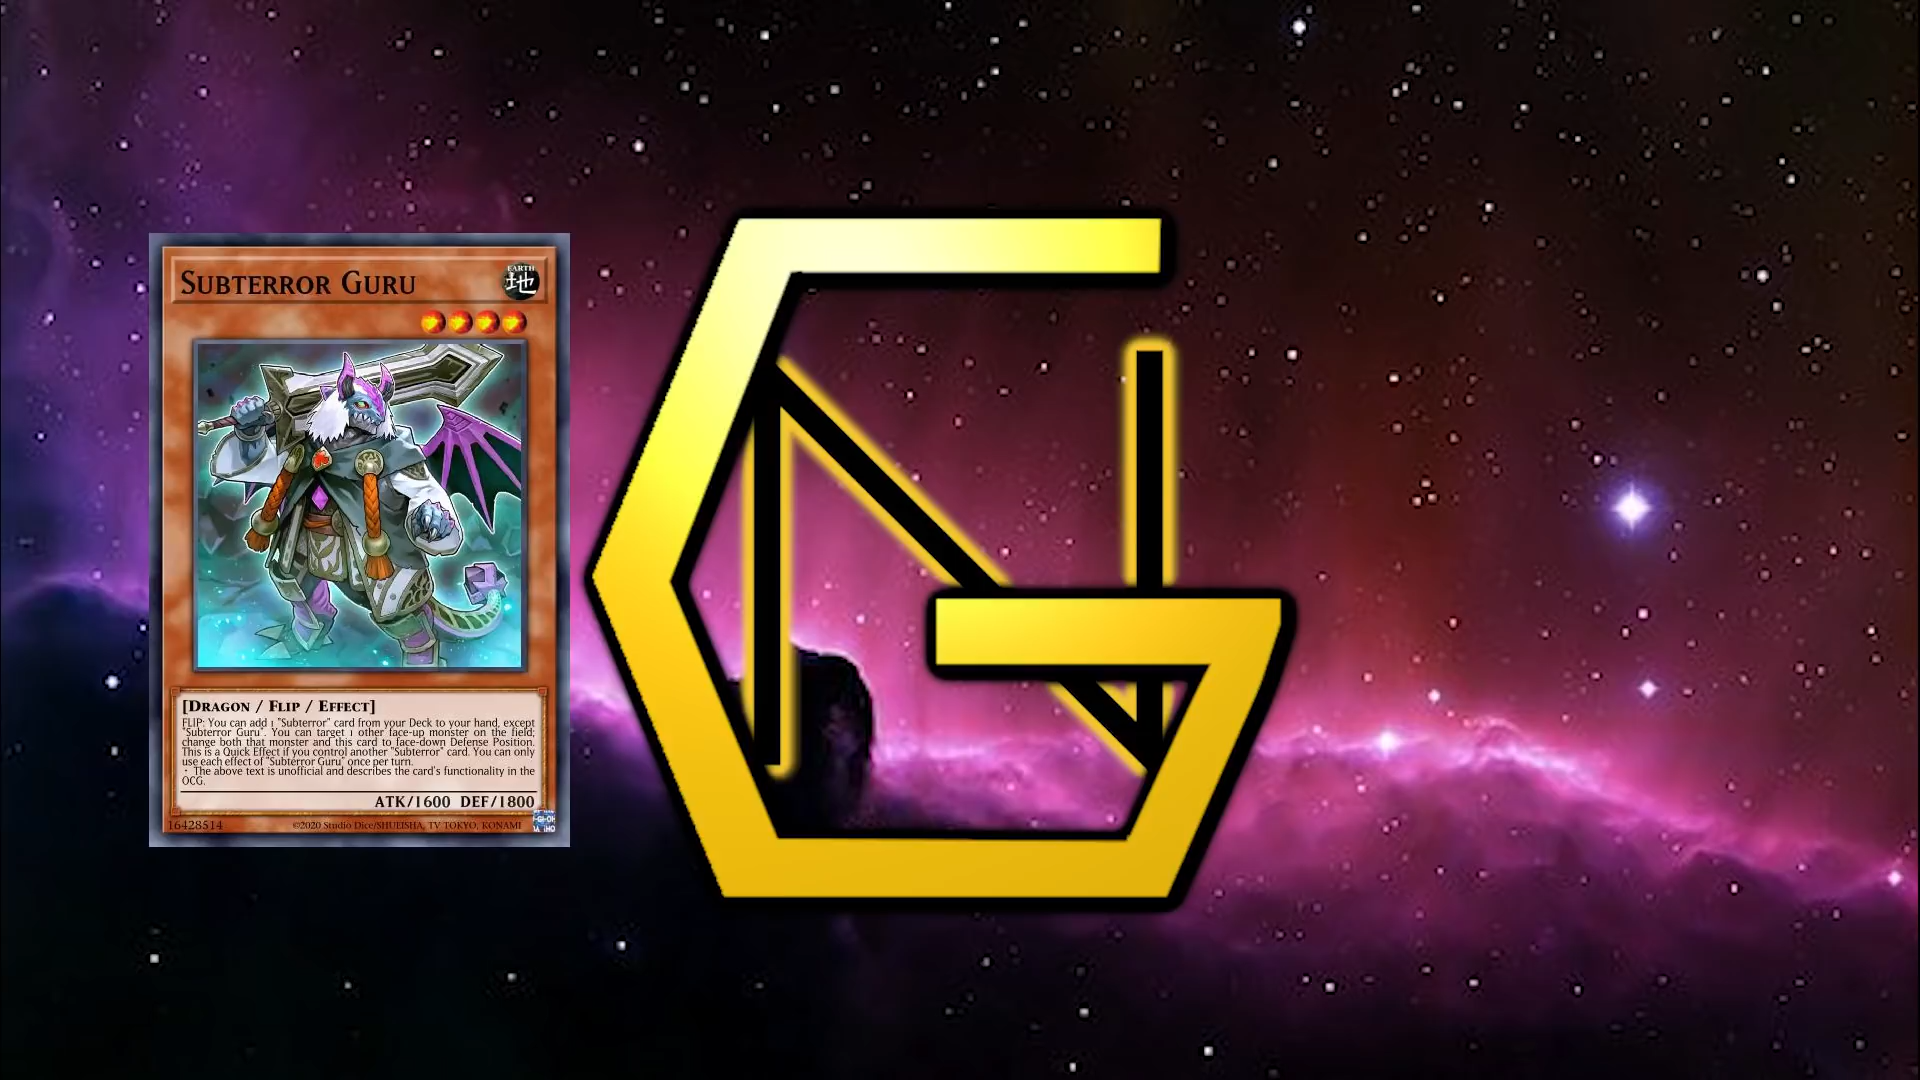 SUBTERROR GURU
EARTH
地
[DRAGON / FLIP / EFFECT]
FLIP: You can add 1 "Subterror" card from your Deck to your hand, except
"Subterror Guru". You can target 1 other face-up monster on the field;
change both that monster and this card to face-down Defense Position.
This is a Quick Effect if you control another "Subterror" card. You can only
use each effect of "Subterror Guru" once per turn.
· The above text is unofficial and describes the card's functionality in the
OCG.
ATK/1600 DEF/1800
16428514 ©2020 Studio Dice/SHUEISHA, TV TOKYO, KONAMI
GN